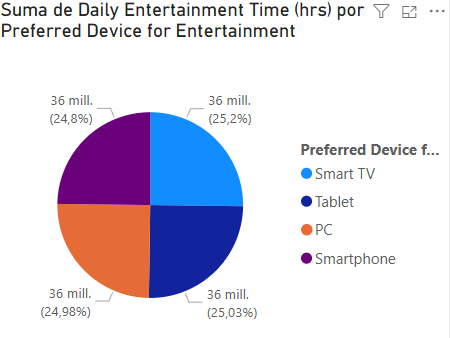 Suma de Daily Entertainment Time (hrs) por
Preferred Device for Entertainment
36 mill.
(24,8%)
36 mill.
(25,2%)
Preferred Device f...
Smart TV
Tablet
PC
Smartphone
36 mill.
(24,98%)
36 mill.
(25,03%)